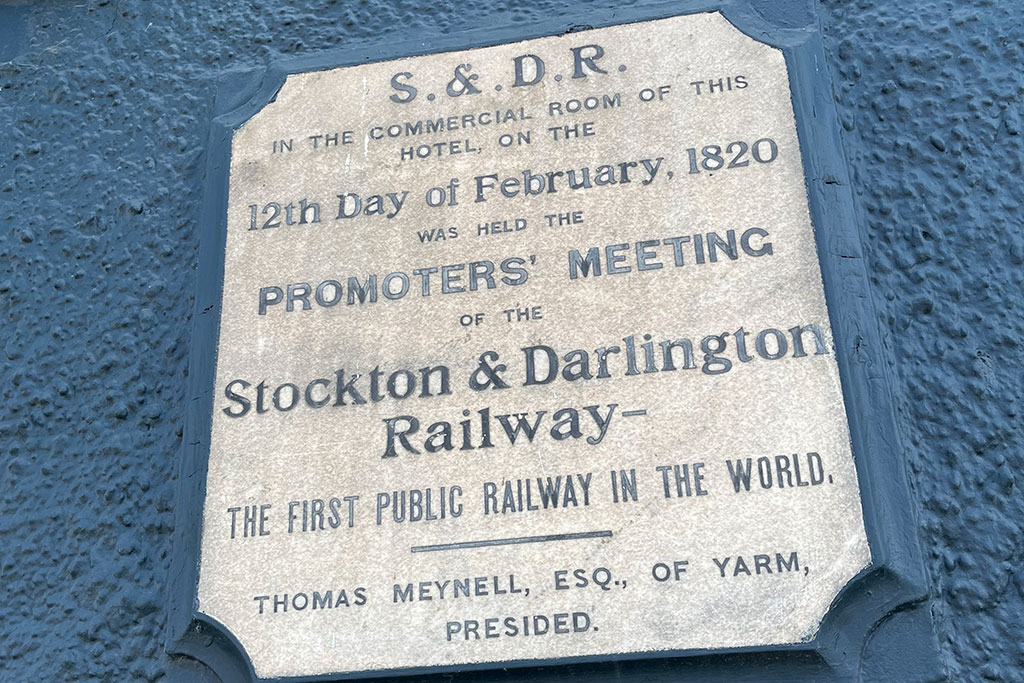 S. & D. R.
IN THE COMMERCIAL ROOM OF THIS
HOTEL, ON THE
12th Day of February, 1820
WAS HELD THE
PROMOTERS' MEETING
OF THE
Stockton & Darlington
Railway-
THE FIRST PUBLIC RAILWAY IN THE WORLD.
THOMAS MEYNELL, ESQ., OF YARM,
PRESIDED.